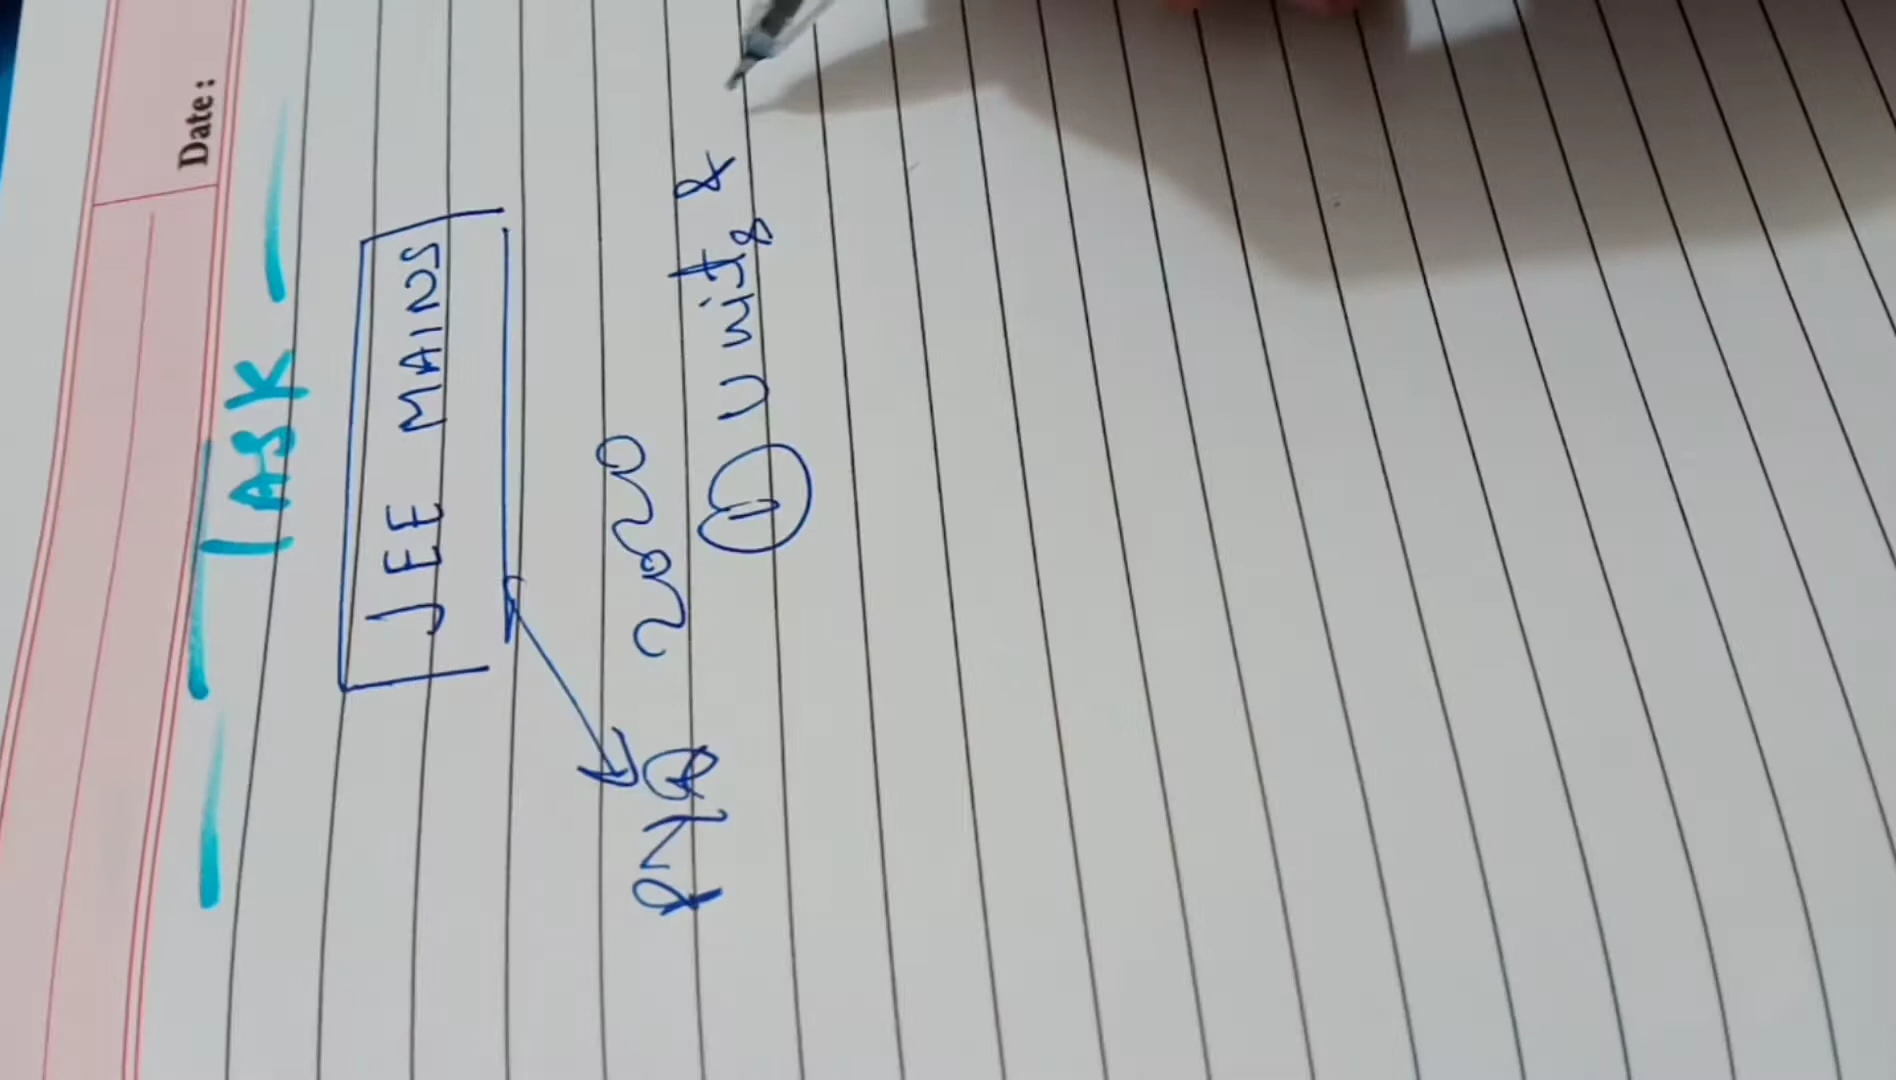 Date:
TASK
JEE MAINS
PYQ 2020
① Units &